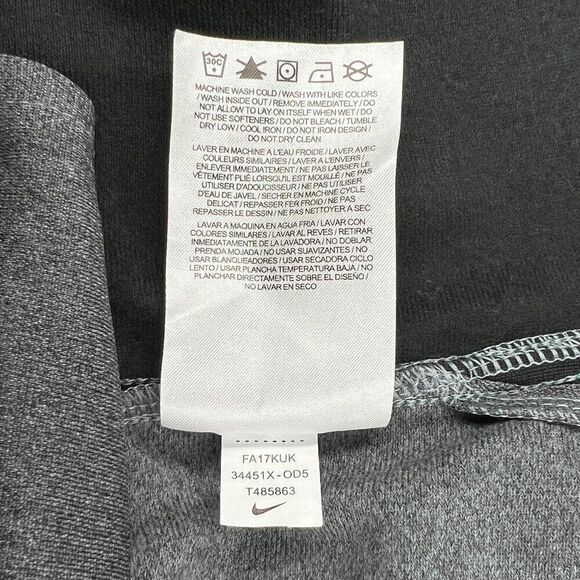 30C
MACHINE WASH COLD / WASH WITH LIKE COLORS
/ WASH INSIDE OUT / REMOVE IMMEDIATELY / DO
NOT ALLOW TO LAY ON ITSELF WHEN WET / DO
NOT USE SOFTENERS / DO NOT BLEACH / TUMBLE
DRY LOW / COOL IRON / DO NOT IRON DESIGN /
DO NOT DRY CLEAN
LAVER EN MACHINE A L'EAU FROIDE / LAVER AVEC
COULEURS SIMILAIRES / LAVER A L'ENVERS /
ENLEVER IMMÉDIATEMENT / NE PAS LAISSER LE
VÊTEMENT PLIÉ LORSQU'IL EST MOUILLÉ / NE PAS
UTILISER D'ADOUCISSEUR / NE PAS UTILISER
D'EAU DE JAVEL / SECHER EN MACHINE CYCLE
DELICAT / REPASSER FER FROID / NE PAS
REPASSER LE DESSIN / NE PAS NETTOYER A SEC
LAVAR A MAQUINA EN AGUA FRIA / LAVAR CON
COLORES SIMILARES / LAVAR AL REVES / RETIRAR
INMEDIATAMENTE DE LA LAVADORA / NO DOBLAR
PRENDA MOJADA / NO USAR SUAVIZANTES / NO
USAR BLANQUEADORES / USAR SECADORA CICLO
LENTO / USAR PLANCHA TEMPERATURA BAJA / NO
PLANCHAR DIRECTAMENTE SOBRE EL DISEÑO /
NO LAVAR EN SECO
FA17KUK
34451X-OD5
T485863